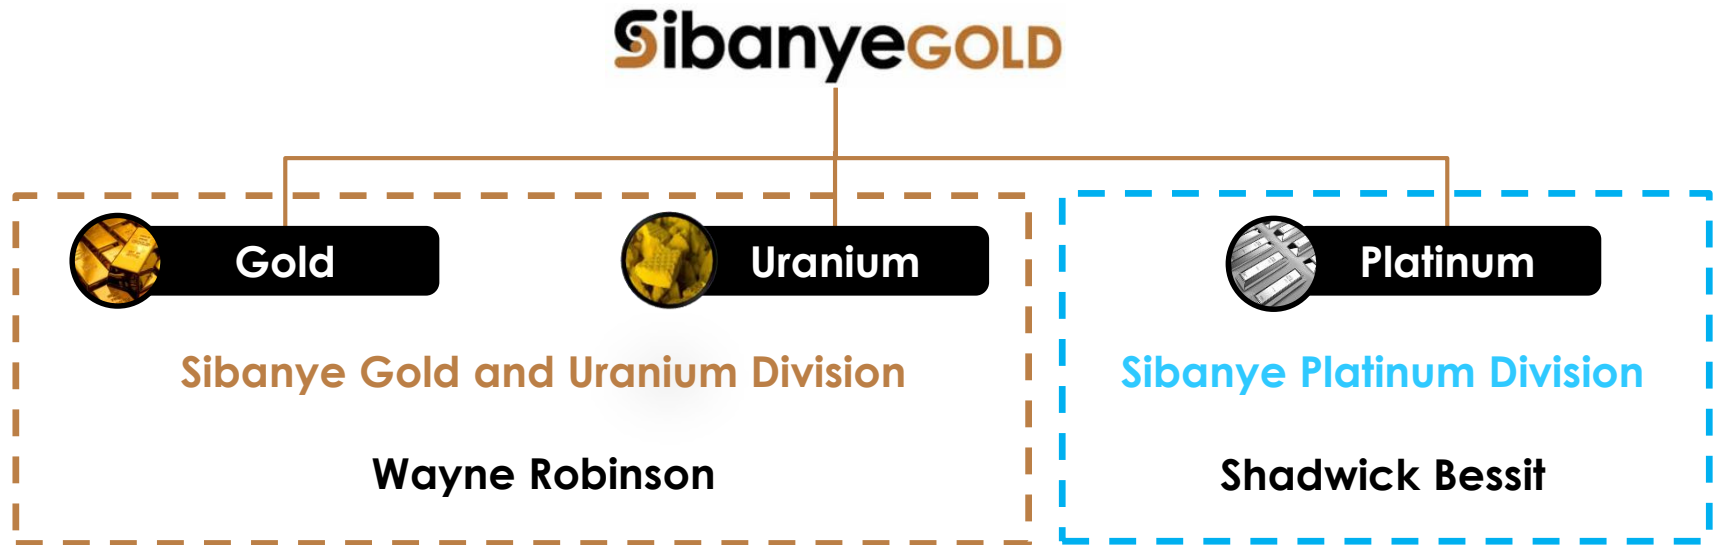 SibanyeGOLD
Gold
Uranium
Platinum
Sibanye Gold and Uranium Division
Sibanye Platinum Division
Wayne Robinson
Shadwick Bessit